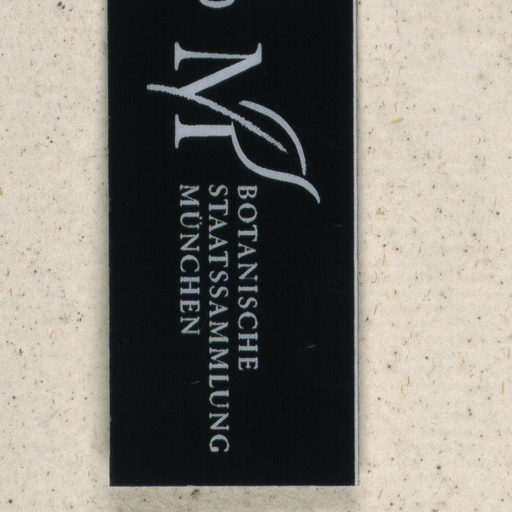 M
BOTANISCHE
STAATSSAMMLUNG
MÜNCHEN